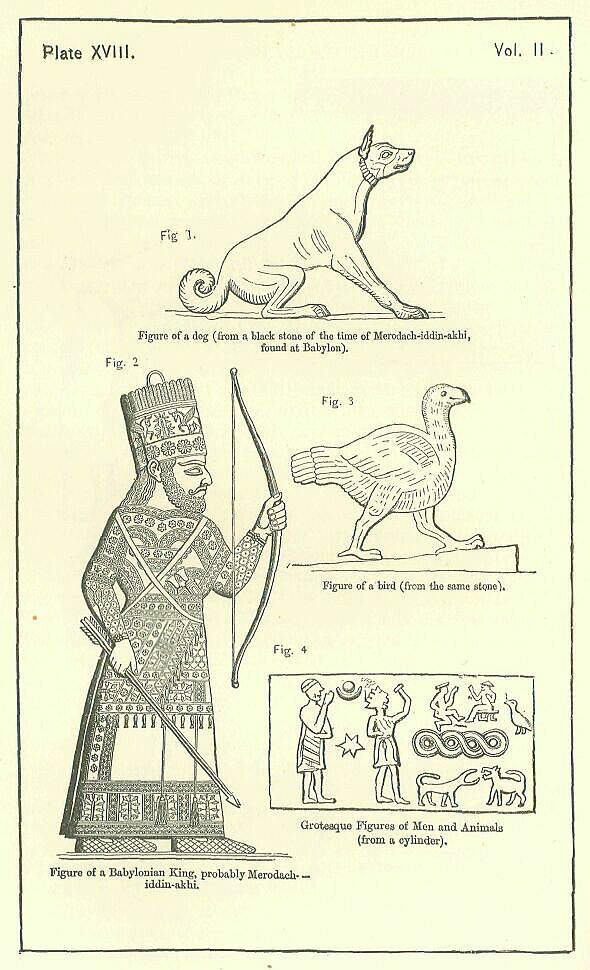 Plate XVIII.
Vol. II.
Fig 1.
Figure of a dog (from a black stone of the time of Merodach-iddin-akhi,
found at Babylon).
Fig. 2
Fig. 3
Figure of a bird (from the same stone).
Fig. 4
Grotesque Figures of Men and Animals
(from a cylinder).
Figure of a Babylonian King, probably Merodach-
iddin-akhi.